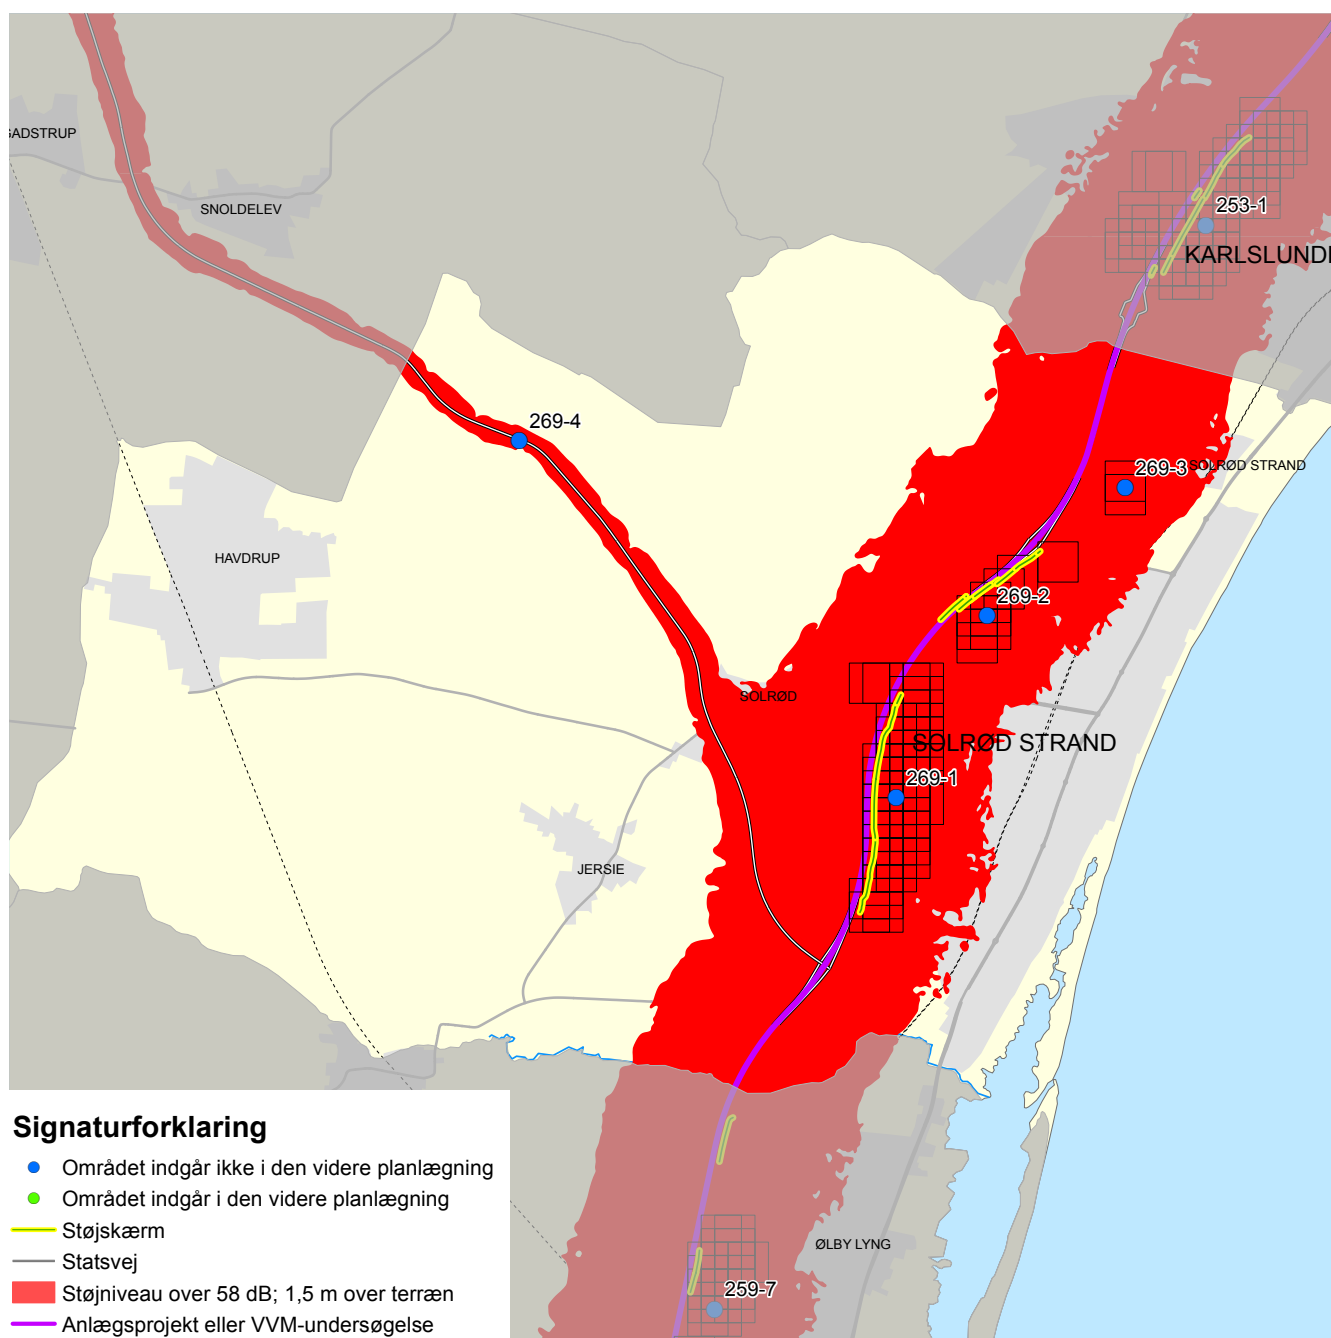 GADSTRUP
SNOLDELEV
253-1
KARLSLUNDE
269-4
269-3
SOLRØD STRAND
HAVDRUP
269-2
SOLRØD
SOLRØD STRAND
269-1
JERSIE
Signaturforklaring
Området indgår ikke i den videre planlægning
Området indgår i den videre planlægning
Støjskærm
Statsvej
Støjniveau over 58 dB; 1,5 m over terræn
Anlægsprojekt eller VVM-undersøgelse
ØLBY LYNG
259-7